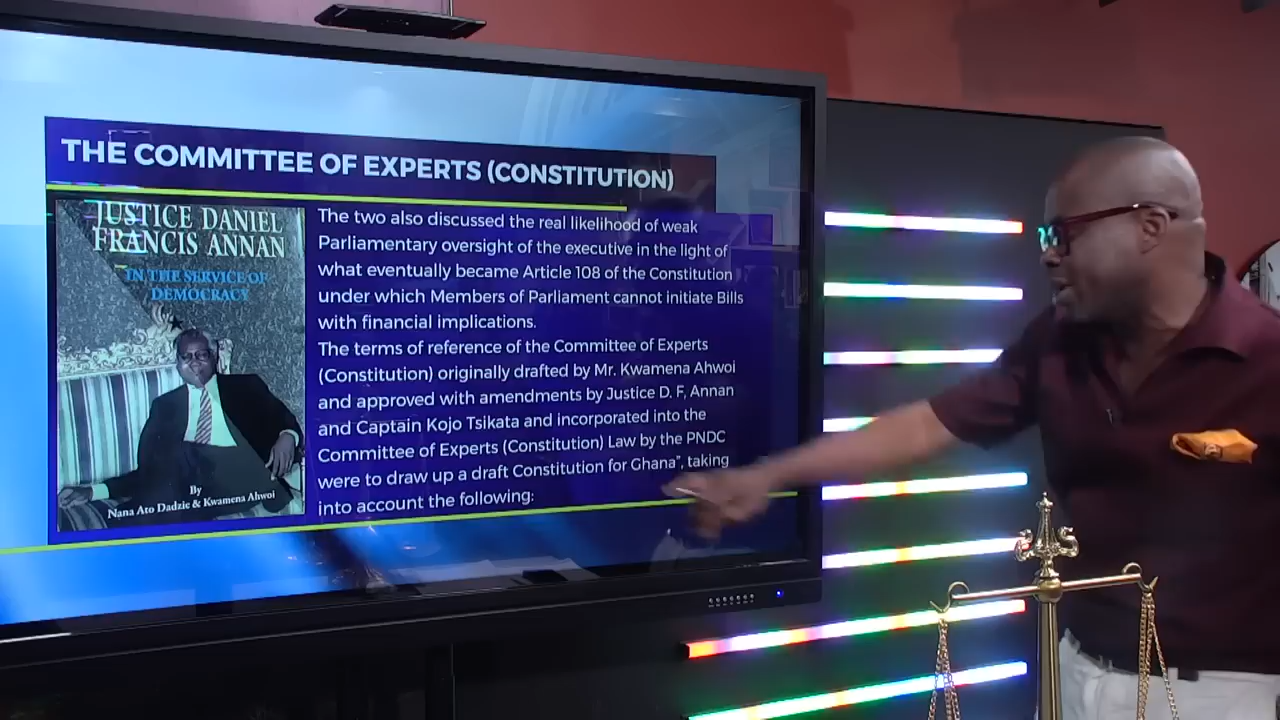 THE COMMITTEE OF EXPERTS (CONSTITUTION)
JUSTICE DANIEL
FRANCIS ANNAN
IN THE SERVICE OF
DEMOCRACY
By
Nana Ato Dadzie & Kwamena Ahwoi
The two also discussed the real likelihood of weak
Parliamentary oversight of the executive in the light of
what eventually became Article 108 of the Constitution
under which Members of Parliament cannot initiate Bills
with financial implications.
The terms of reference of the Committee of Experts
(Constitution) originally drafted by Mr. Kwamena Ahwoi
and approved with amendments by Justice D. F, Annan
and Captain Kojo Tsikata and incorporated into the
Committee of Experts (Constitution) Law by the PNDC
were to draw up a draft Constitution for Ghana”, taking
into account the following: